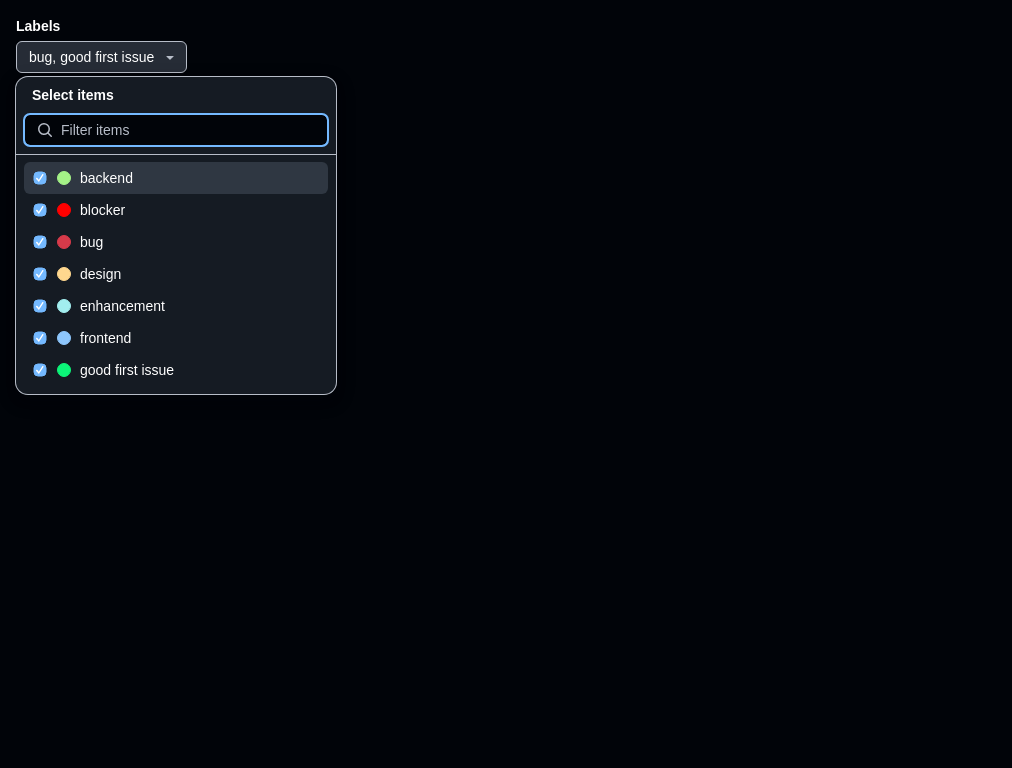 Labels
bug, good first issue
Select items
Filter items
backend
blocker
bug
design
enhancement
frontend
good first issue